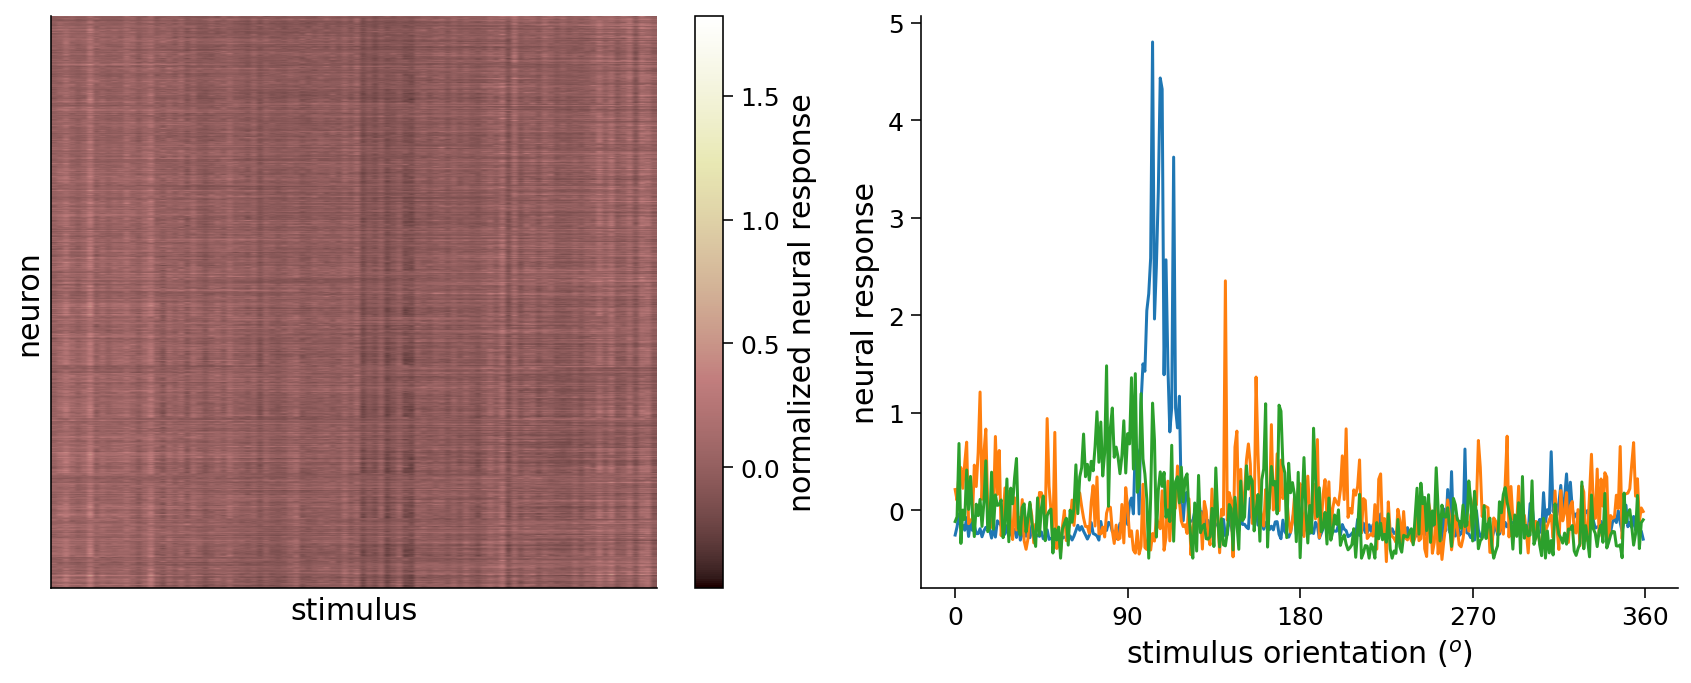 neuron
stimulus
1.5
1.0
0.5
0.0
normalized neural response
5
4
3
2
1
0
neural response
0 90 180 270 360
stimulus orientation (o)